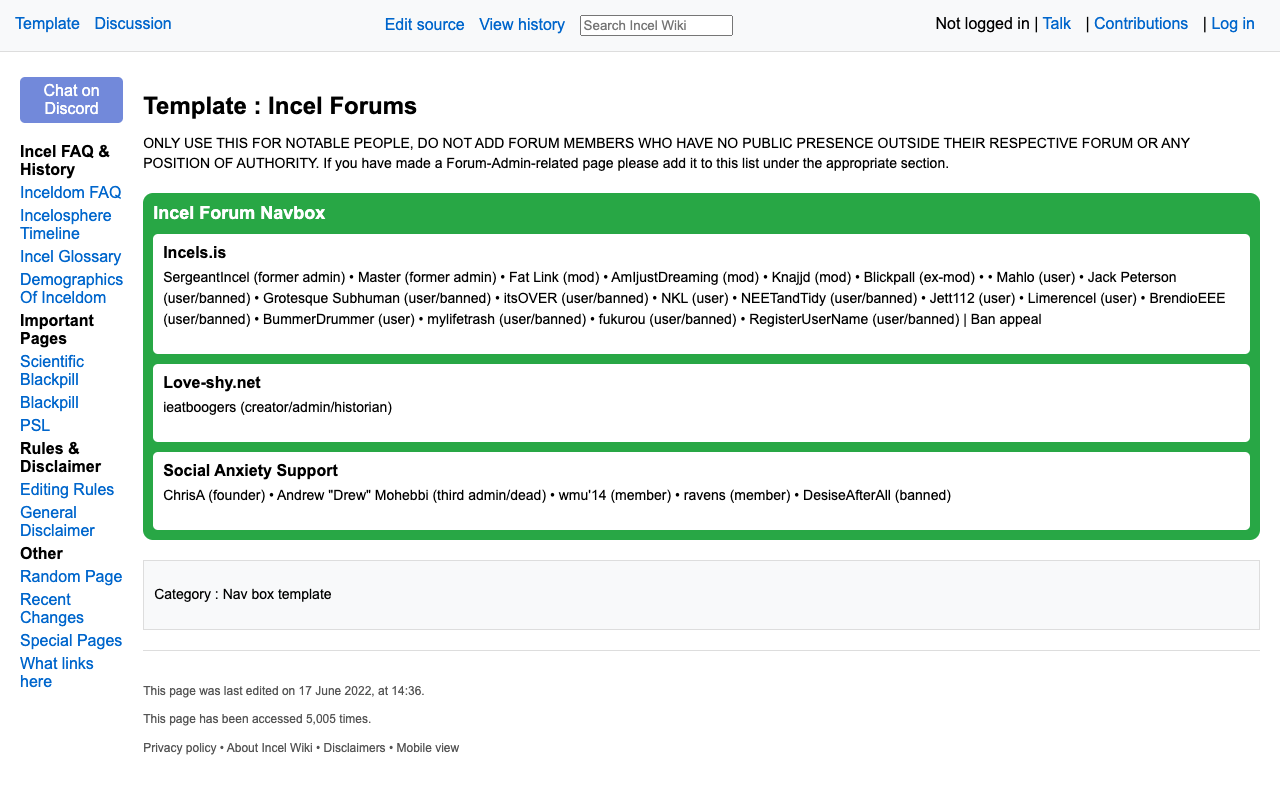 Template Discussion Edit source View history Search Incel Wiki Not logged in | Talk | Contributions | Log in
Chat on
Discord
Incel FAQ &
History
Inceldom FAQ
Incelosphere
Timeline
Incel Glossary
Demographics
Of Inceldom
Important
Pages
Scientific
Blackpill
Blackpill
PSL
Rules &
Disclaimer
Editing Rules
General
Disclaimer
Other
Random Page
Recent
Changes
Special Pages
What links
here
Template : Incel Forums
ONLY USE THIS FOR NOTABLE PEOPLE, DO NOT ADD FORUM MEMBERS WHO HAVE NO PUBLIC PRESENCE OUTSIDE THEIR RESPECTIVE FORUM OR ANY
POSITION OF AUTHORITY. If you have made a Forum-Admin-related page please add it to this list under the appropriate section.
Incel Forum Navbox
Incels.is
SergeantIncel (former admin) • Master (former admin) • Fat Link (mod) • AmIjustDreaming (mod) • Knajjd (mod) • Blickpall (ex-mod) • • Mahlo (user) • Jack Peterson
(user/banned) • Grotesque Subhuman (user/banned) • itsOVER (user/banned) • NKL (user) • NEETandTidy (user/banned) • Jett112 (user) • Limerencel (user) • BrendioEEE
(user/banned) • BummerDrummer (user) • mylifetrash (user/banned) • fukurou (user/banned) • RegisterUserName (user/banned) | Ban appeal
Love-shy.net
ieatboogers (creator/admin/historian)
Social Anxiety Support
ChrisA (founder) • Andrew "Drew" Mohebbi (third admin/dead) • wmu'14 (member) • ravens (member) • DesiseAfterAll (banned)
Category : Nav box template
This page was last edited on 17 June 2022, at 14:36.
This page has been accessed 5,005 times.
Privacy policy • About Incel Wiki • Disclaimers • Mobile view